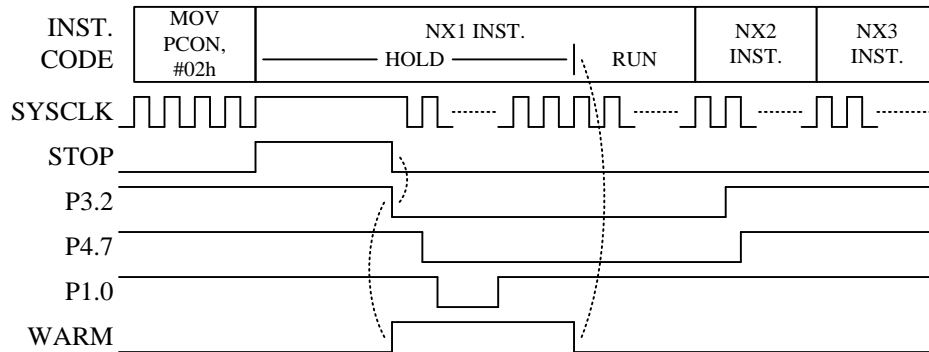 INST. CODE
MOV PCON, #02h
NX1 INST.
HOLD
RUN
NX2 INST.
NX3 INST.
SYSCLK
STOP
P3.2
P4.7
P1.0
WARM